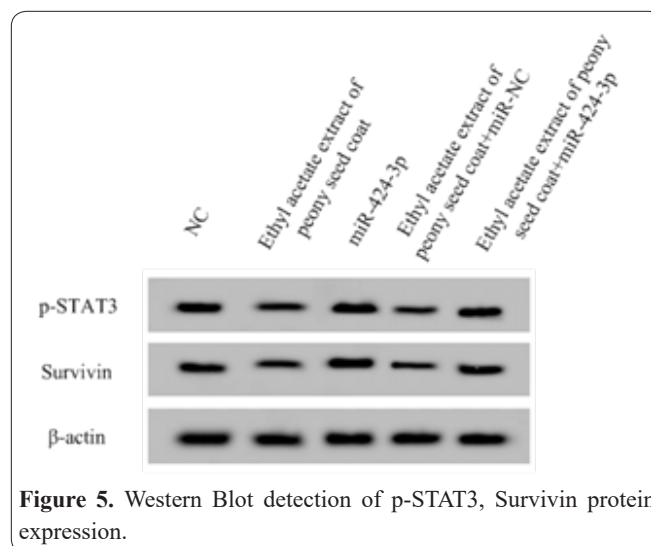 NC
Ethyl acetate extract of
peony seed coat
miR-424-3p
Ethyl acetate extract of
peony seed coat+miR-NC
Ethyl acetate extract of peony
seed coat+miR-424-3p
p-STAT3
Survivin
β-actin
Figure 5. Western Blot detection of p-STAT3, Survivin protein
expression.